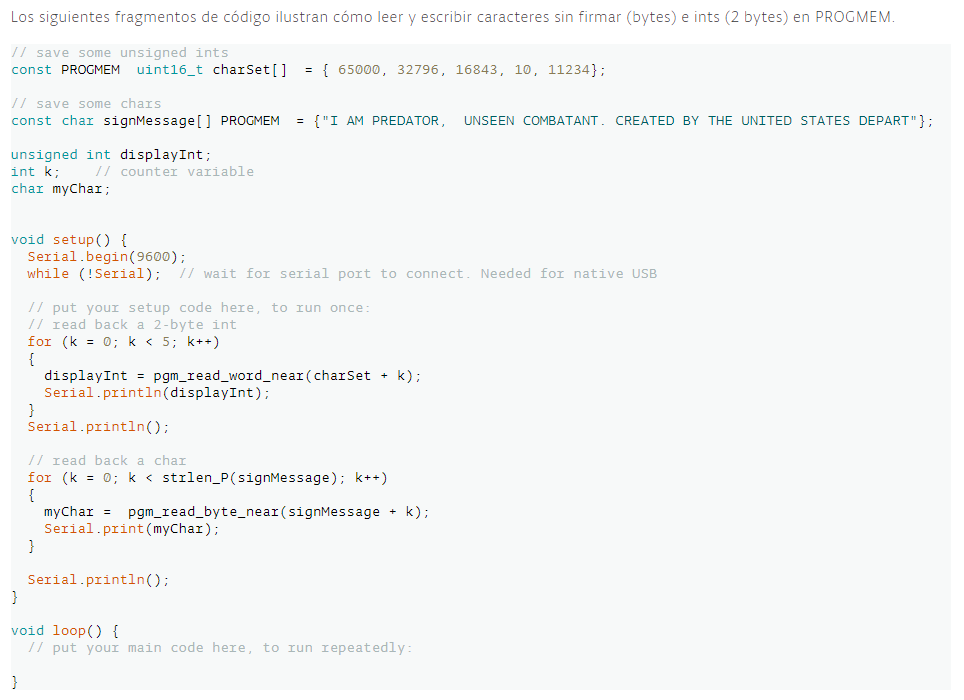 Los siguientes fragmentos de código ilustran cómo leer y escribir caracteres sin firmar (bytes) e ints (2 bytes) en PROGMEM.
// save some unsigned ints
const PROGMEM  uint16_t charSet[]  = { 65000, 32796, 16843, 10, 11234};
// save some chars
const char signMessage[] PROGMEM  = {"I AM PREDATOR,  UNSEEN COMBATANT. CREATED BY THE UNITED STATES DEPART"};
unsigned int displayInt;
int k;    // counter variable
char myChar;
void setup() {
  Serial.begin(9600);
  while (!Serial);  // wait for serial port to connect. Needed for native USB
  // put your setup code here, to run once:
  // read back a 2-byte int
  for (k = 0; k < 5; k++)
  {
    displayInt = pgm_read_word_near(charSet + k);
    Serial.println(displayInt);
  }
  Serial.println();
  // read back a char
  for (k = 0; k < strlen_P(signMessage); k++)
  {
    myChar =  pgm_read_byte_near(signMessage + k);
    Serial.print(myChar);
  }
  Serial.println();
}
void loop() {
  // put your main code here, to run repeatedly:
}